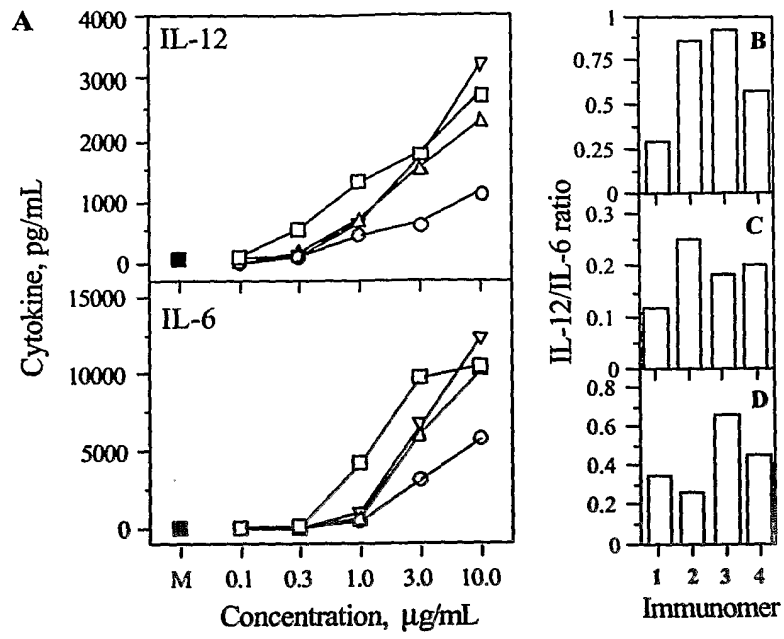 A
IL-12
4000
3000
2000
1000
0
IL-6
15000
10000
5000
0
Cytokine, pg/mL
M 0.1 0.3 1.0 3.0 10.0
Concentration, µg/mL
B
1
0.75
0.5
0.25
0
C
0.3
0.2
0.1
0
D
0.8
0.6
0.4
0.2
0
IL-12/IL-6 ratio
1 2 3 4
Immunomer